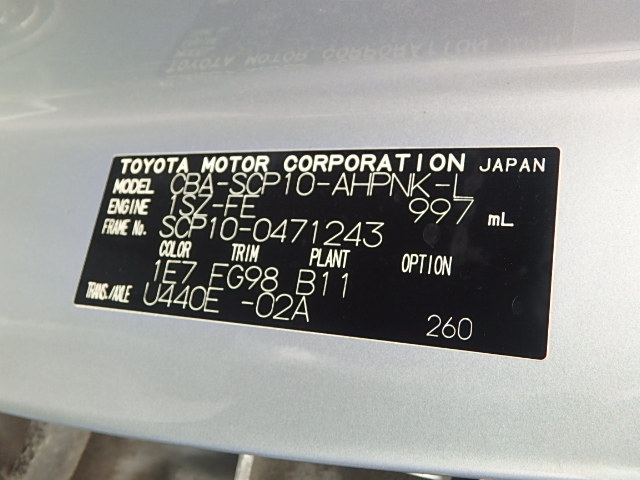 TOYOTA MOTOR CORPORATION JAPAN
MODEL CBA-SCP10-AHPNK-L
ENGINE 1SZ-FE 997 mL
FRAME No. SCP10-0471243
COLOR TRIM PLANT OPTION
1E7 FG98 B11
TRANS./AXLE U440E -02A
260